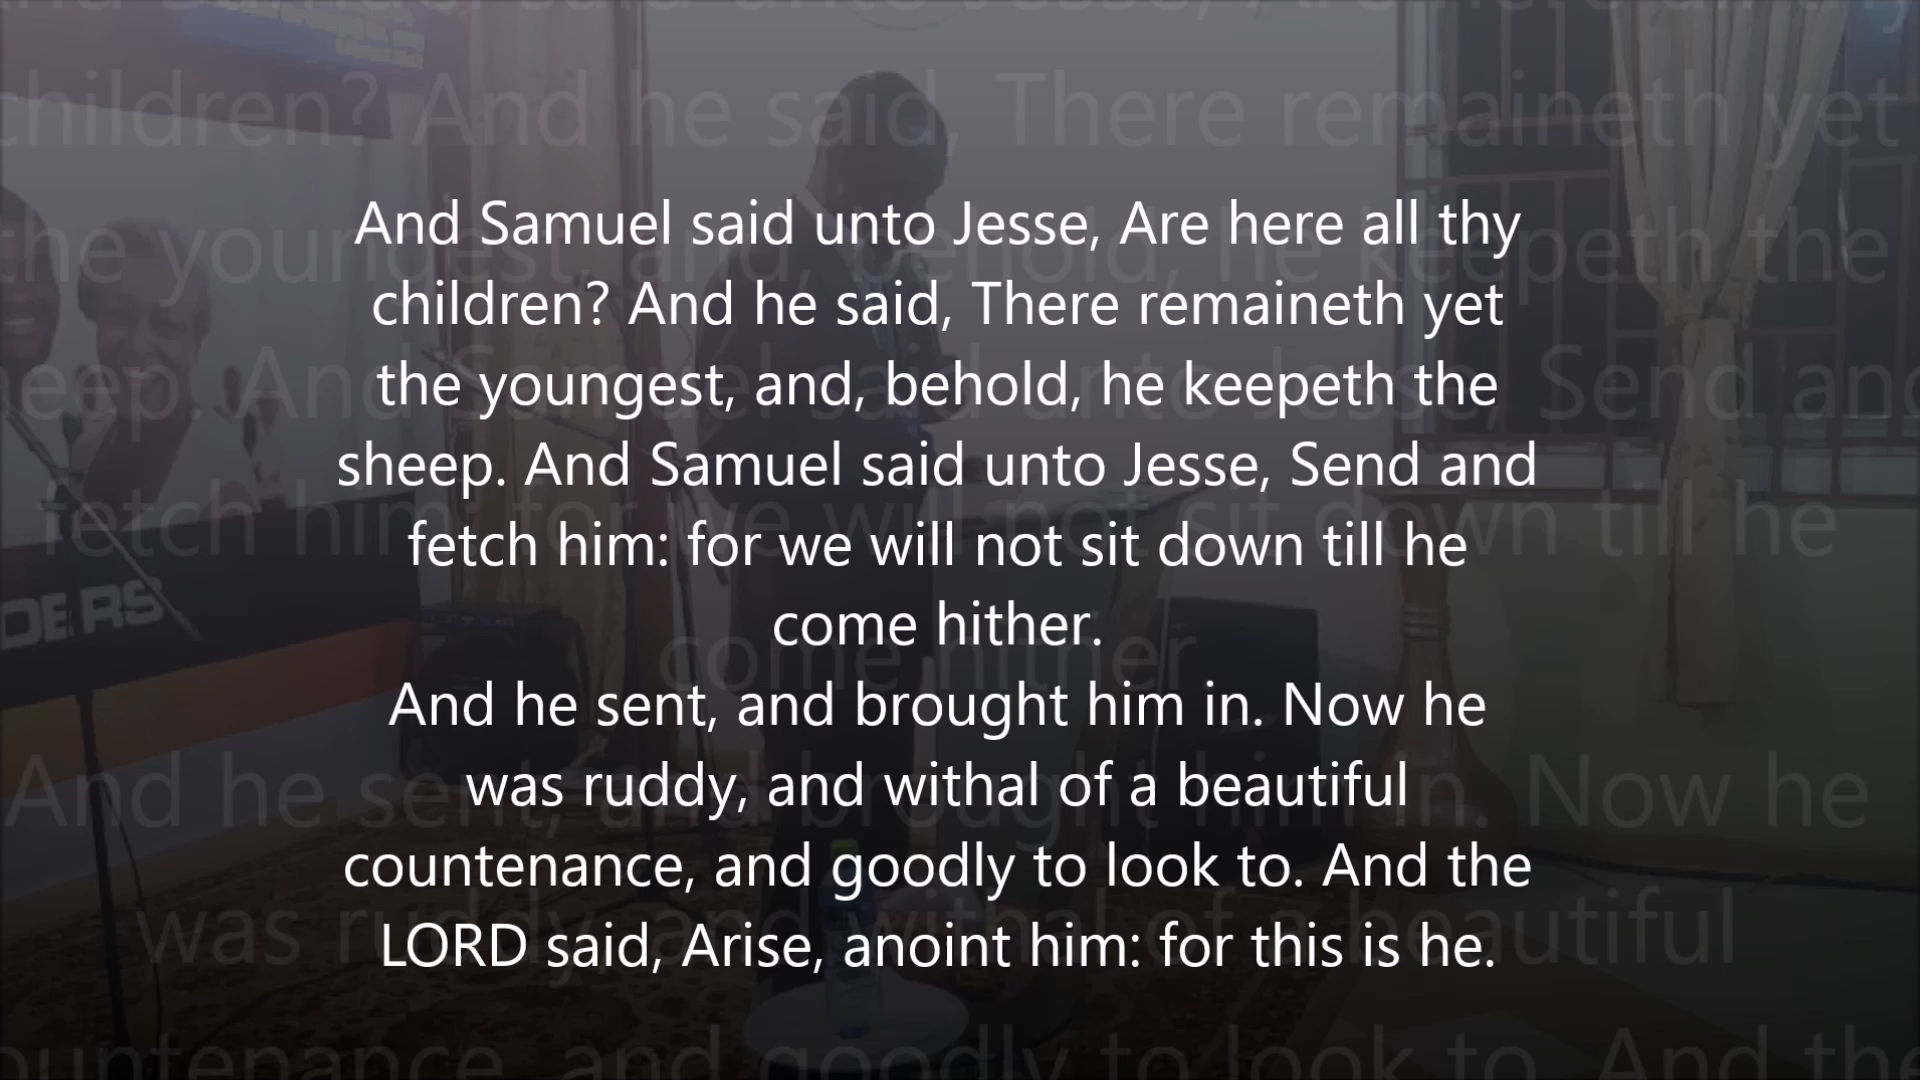 And Samuel said unto Jesse, Are here all thy
children? And he said, There remaineth yet
the youngest, and, behold, he keepeth the
sheep. And Samuel said unto Jesse, Send and
fetch him: for we will not sit down till he
come hither.
And he sent, and brought him in. Now he
was ruddy, and withal of a beautiful
countenance, and goodly to look to. And the
LORD said, Arise, anoint him: for this is he.